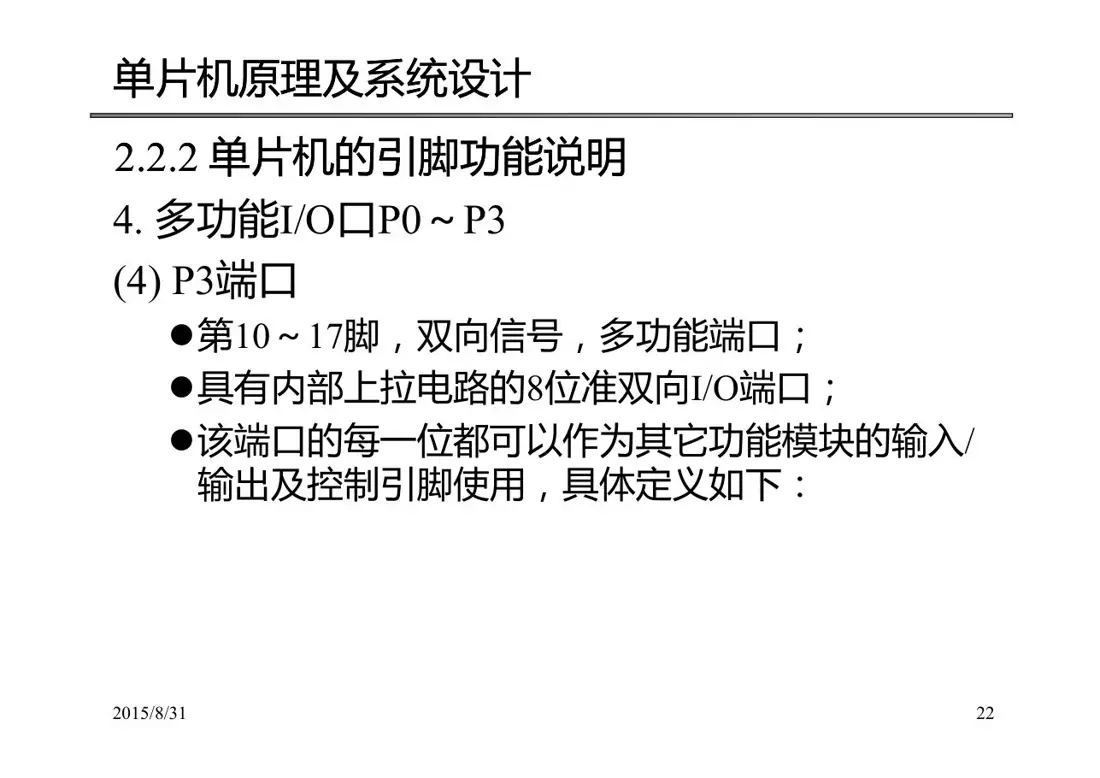 单片机原理及系统设计
2.2.2 单片机的引脚功能说明
4. 多功能I/O口P0～P3
(4) P3端口
●第10～17脚，双向信号，多功能端口；
●具有内部上拉电路的8位准双向I/O端口；
●该端口的每一位都可以作为其它功能模块的输入/
输出及控制引脚使用，具体定义如下：
2015/8/31
22